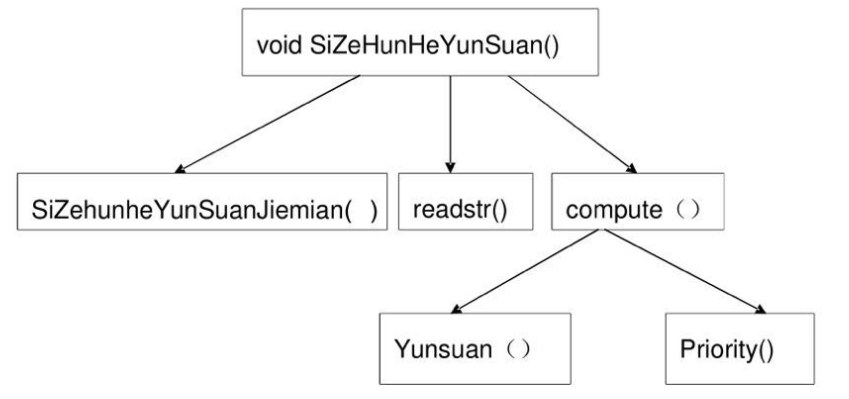 void SiZeHunHeYunSuan()
SiZehunheYunSuanJiemian(  )
readstr()
compute（）
Yunsuan（）
Priority()